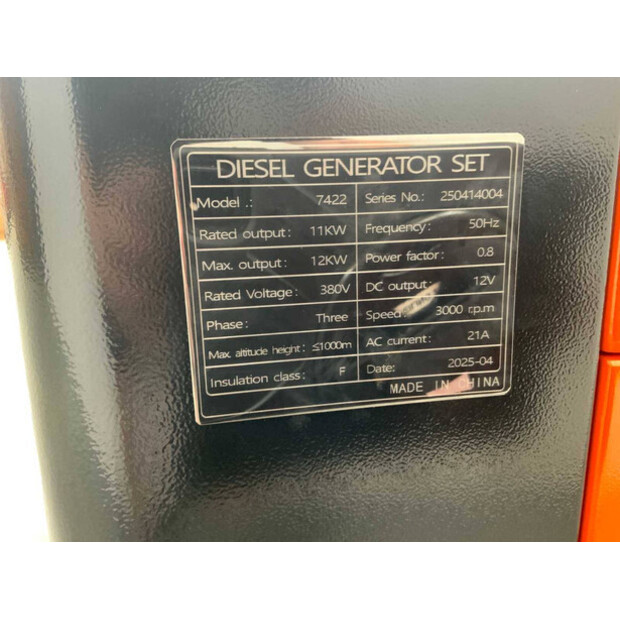 DIESEL GENERATOR SET
Model .: 7422 Series No.: 250414004
Rated output: 11KW Frequency: 50Hz
Max. output: 12KW Power factor: 0.8
Rated Voltage: 380V DC output: 12V
Phase: Three Speed: 3000 r.p.m
Max. altitude height: ≤1000m AC current: 21A
Insulation class: F Date: 2025-04
MADE IN CHINA